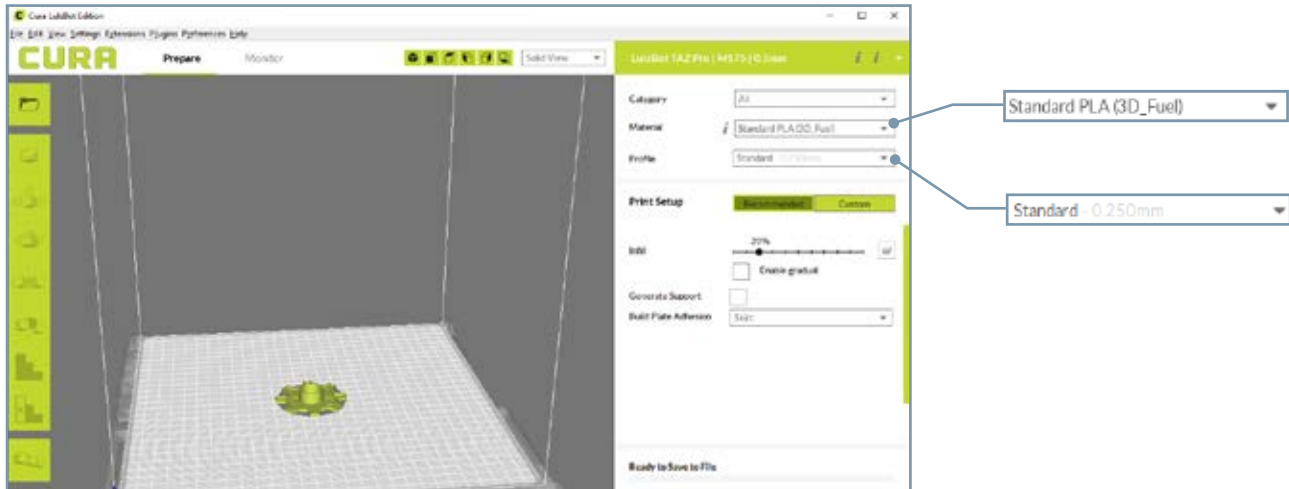 Cura LulzBot Edition
File Edit View Settings Extensions Plugins Preferences Help
CURA
Prepare
Monitor
Solid View
LulzBot TAZ Pro | M175 | 0.5mm
Category
All
Material
i
Standard PLA (3D_Fuel)
Profile
Standard - 0.250mm
Print Setup
Recommended
Custom
Infill
20%
Enable gradual
Generate Support
Build Plate Adhesion
Skirt
Ready to Save to File
Standard PLA (3D_Fuel)
Standard - 0.250mm